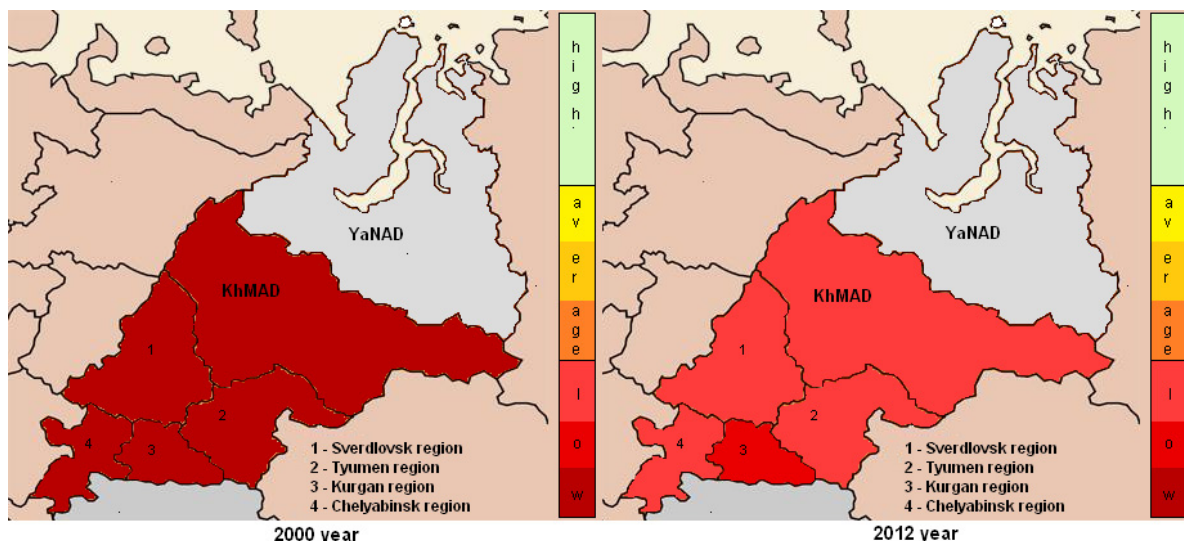 YaNAD
KhMAD
1
2
3
4
1 - Sverdlovsk region
2 - Tyumen region
3 - Kurgan region
4 - Chelyabinsk region
h
i
g
h
.
a
v
e
r
a
g
e
l
o
w
2000 year
YaNAD
KhMAD
1
2
3
4
1 - Sverdlovsk region
2 - Tyumen region
3 - Kurgan region
4 - Chelyabinsk region
h
i
g
h
.
a
v
e
r
a
g
e
l
o
w
2012 year